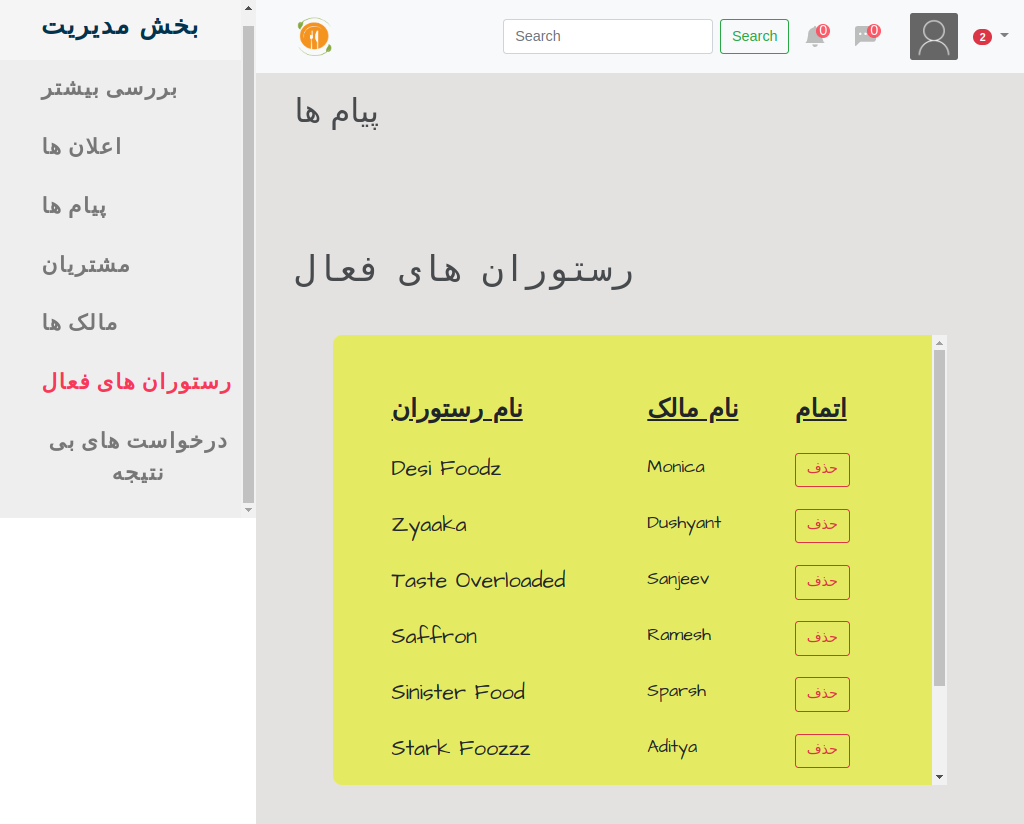 بخش مدیریت
بررسی بیشتر
اعلان ها
پیام ها
مشتریان
مالک ها
رستوران های فعال
درخواست های بی
نتیجه
Search
Search
0
0
2
پیام ها
رستوران های فعال
نام رستوران نام مالک اتمام
Desi Foodz Monica حذف
Zyaaka Dushyant حذف
Taste Overloaded Sanjeev حذف
Saffron Ramesh حذف
Sinister Food Sparsh حذف
Stark Foozzz Aditya حذف